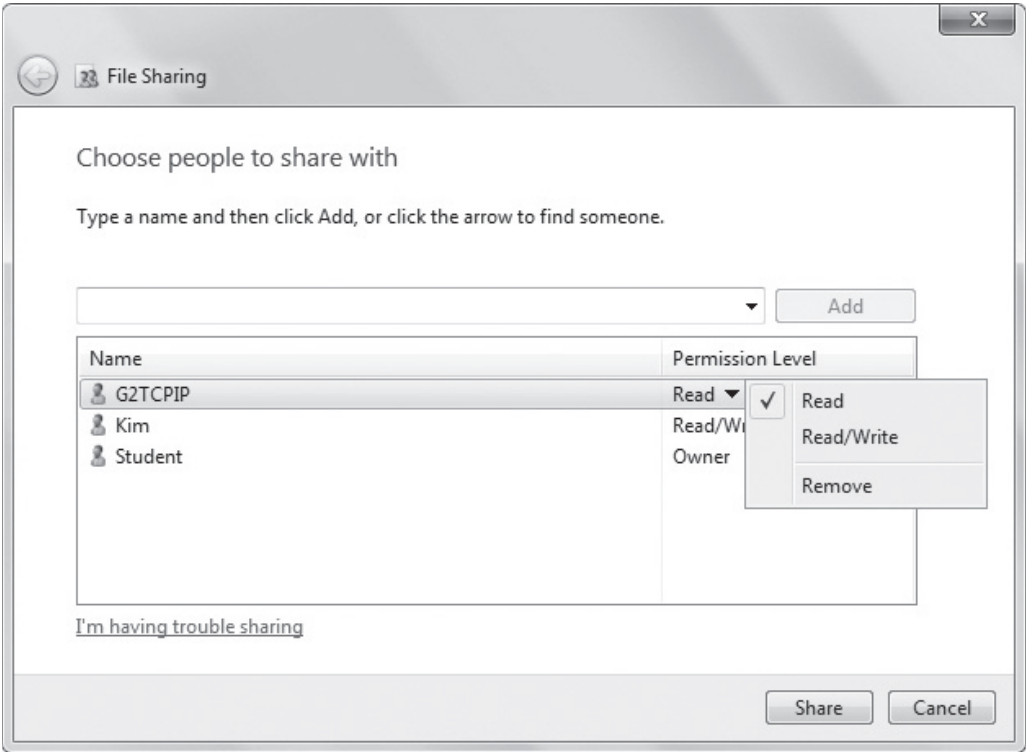 x
File Sharing
Choose people to share with
Type a name and then click Add, or click the arrow to find someone.
Add
Name Permission Level
G2TCPIP Read
Kim Read/Wr
Student Owner
Read
Read/Write
Remove
I'm having trouble sharing
Share Cancel